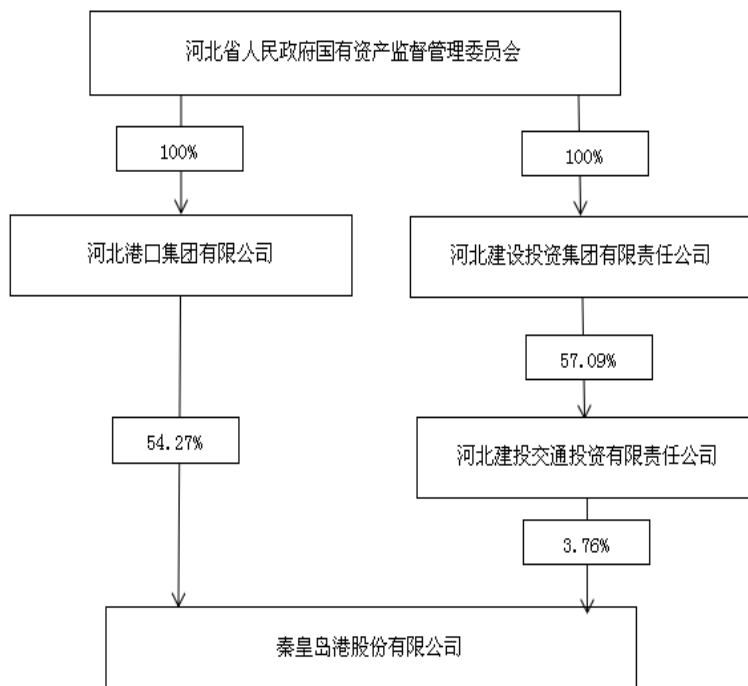 河北省人民政府国有资产监督管理委员会
100%
100%
河北港口集团有限公司
河北建设投资集团有限责任公司
57.09%
54.27%
河北建投交通投资有限责任公司
3.76%
秦皇岛港股份有限公司